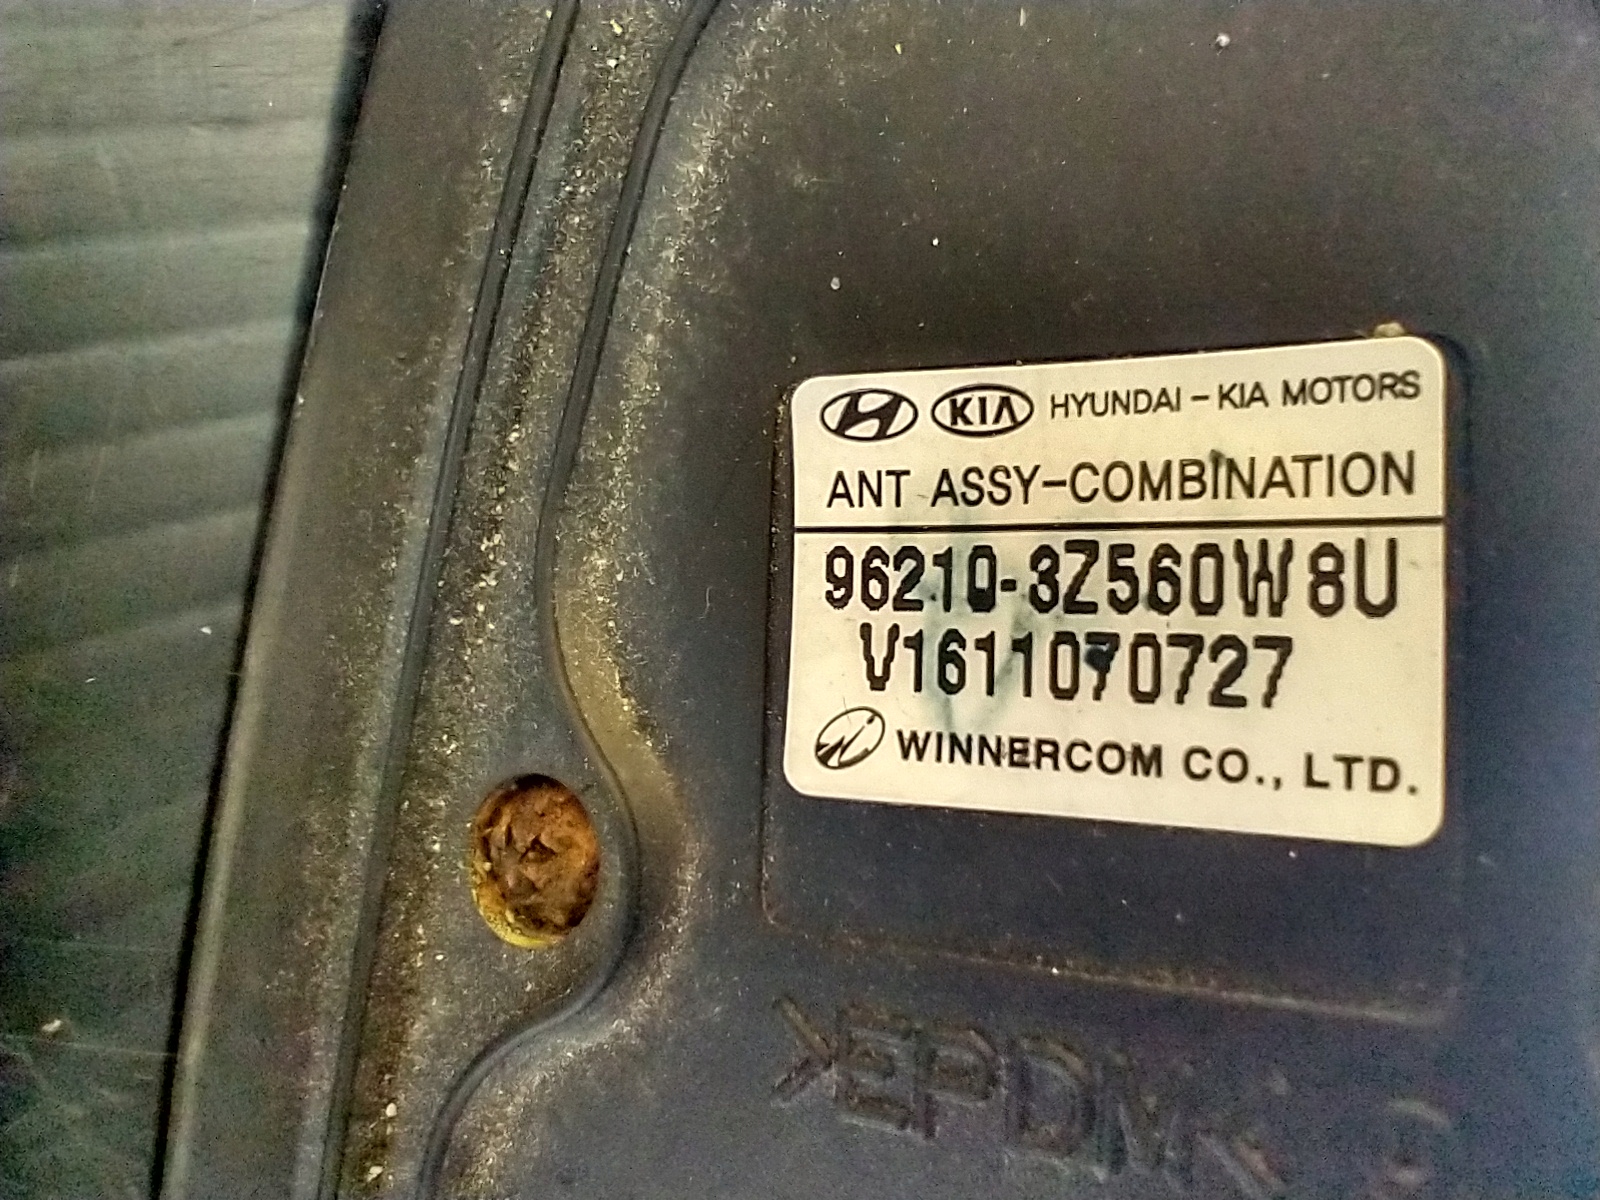 KIA HYUNDAI - KIA MOTORS
ANT ASSY-COMBINATION
96210-3Z560W8U
V1611070727
WINNERCOM CO., LTD.
>EPDM<